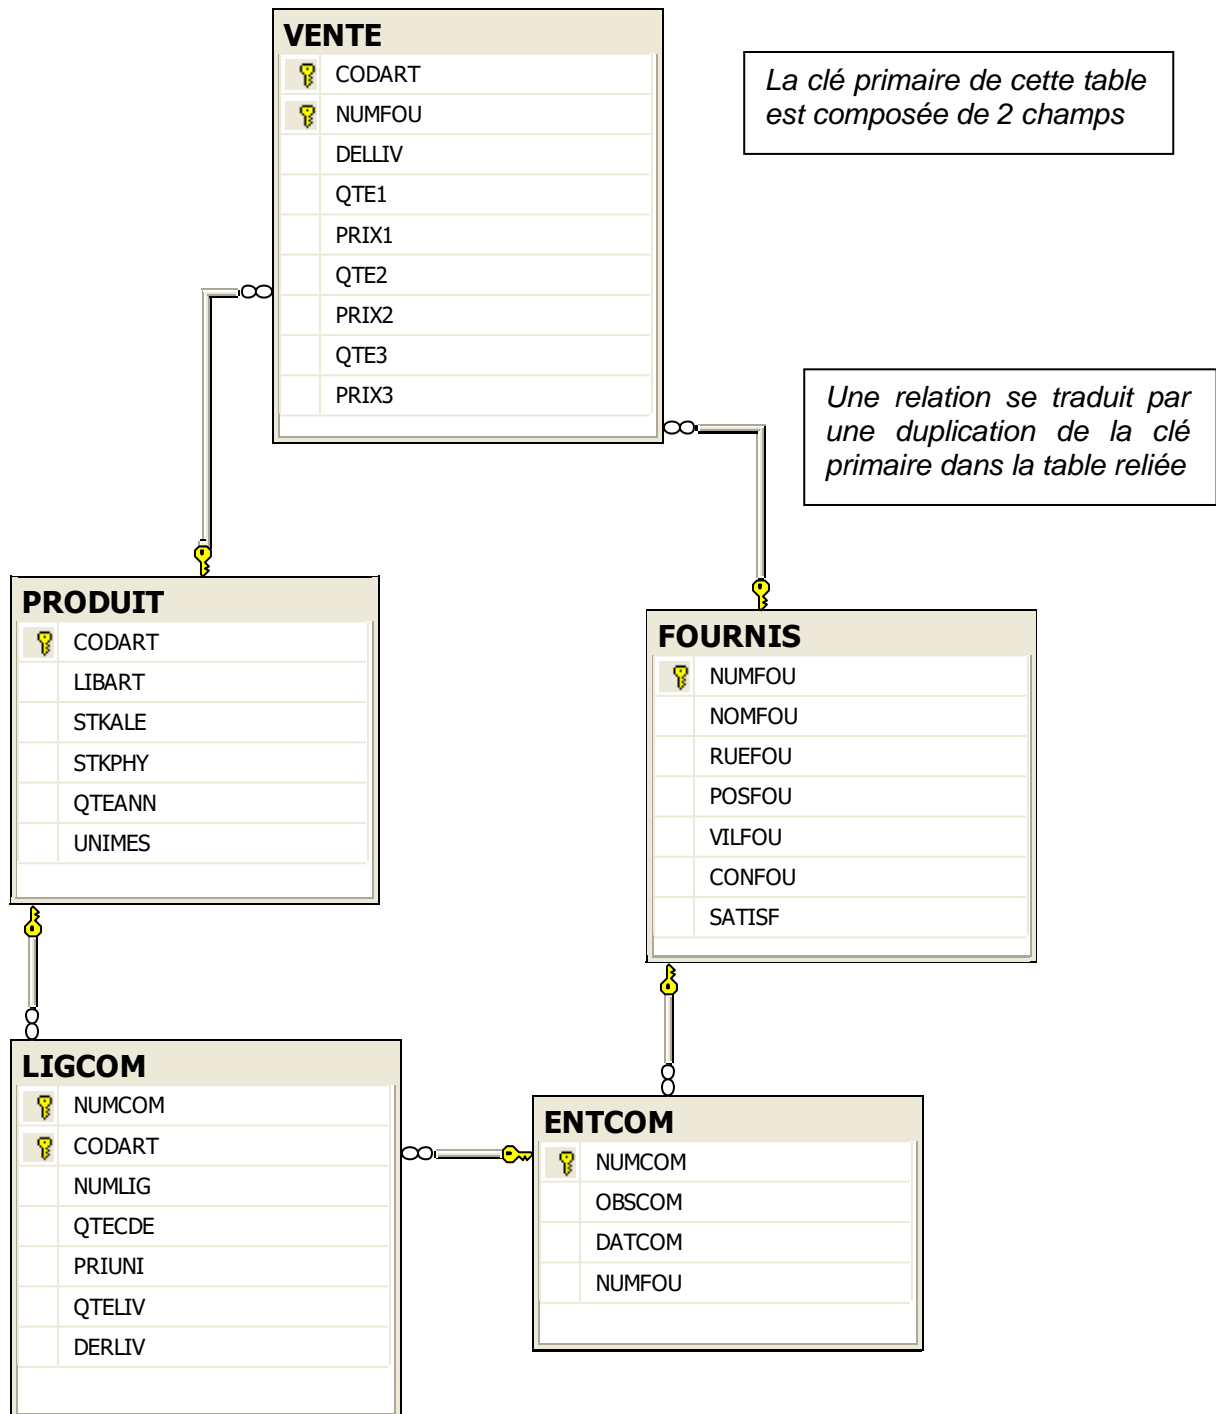 VENTE
CODART
NUMFOU
DELLIV
QTE1
PRIX1
QTE2
PRIX2
QTE3
PRIX3
La clé primaire de cette table
est composée de 2 champs
Une relation se traduit par
une duplication de la clé
primaire dans la table reliée
PRODUIT
CODART
LIBART
STKALE
STKPHY
QTEANN
UNIMES
FOURNIS
NUMFOU
NOMFOU
RUEFOU
POSFOU
VILFOU
CONFOU
SATISF
LIGCOM
NUMCOM
CODART
NUMLIG
QTECDE
PRIUNI
QTELIV
DERLIV
ENTCOM
NUMCOM
OBSCOM
DATCOM
NUMFOU